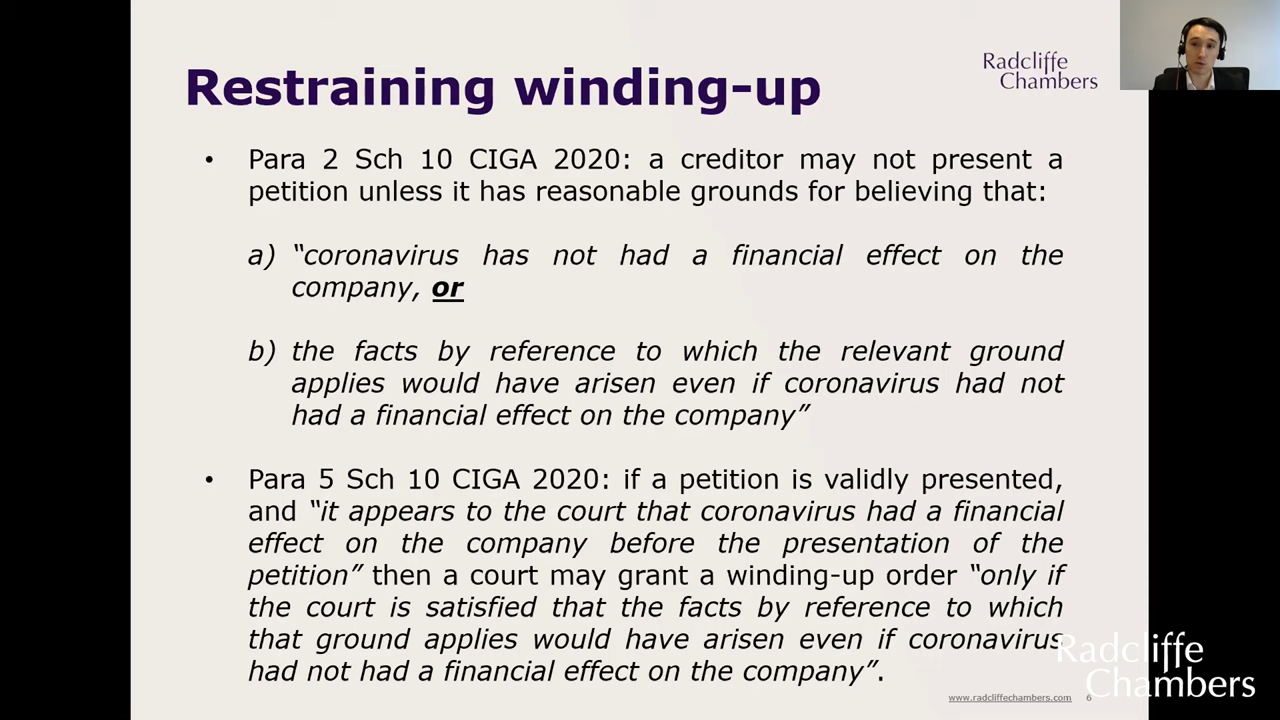 Restraining winding-up
Radcliffe
Chambers
• Para 2 Sch 10 CIGA 2020: a creditor may not present a
petition unless it has reasonable grounds for believing that:
a) “coronavirus has not had a financial effect on the
company, or
b) the facts by reference to which the relevant ground
applies would have arisen even if coronavirus had not
had a financial effect on the company”
• Para 5 Sch 10 CIGA 2020: if a petition is validly presented,
and “it appears to the court that coronavirus had a financial
effect on the company before the presentation of the
petition” then a court may grant a winding-up order “only if
the court is satisfied that the facts by reference to which
that ground applies would have arisen even if coronavirus
had not had a financial effect on the company”.
Radcliffe
Chambers
www.radcliffechambers.com 6